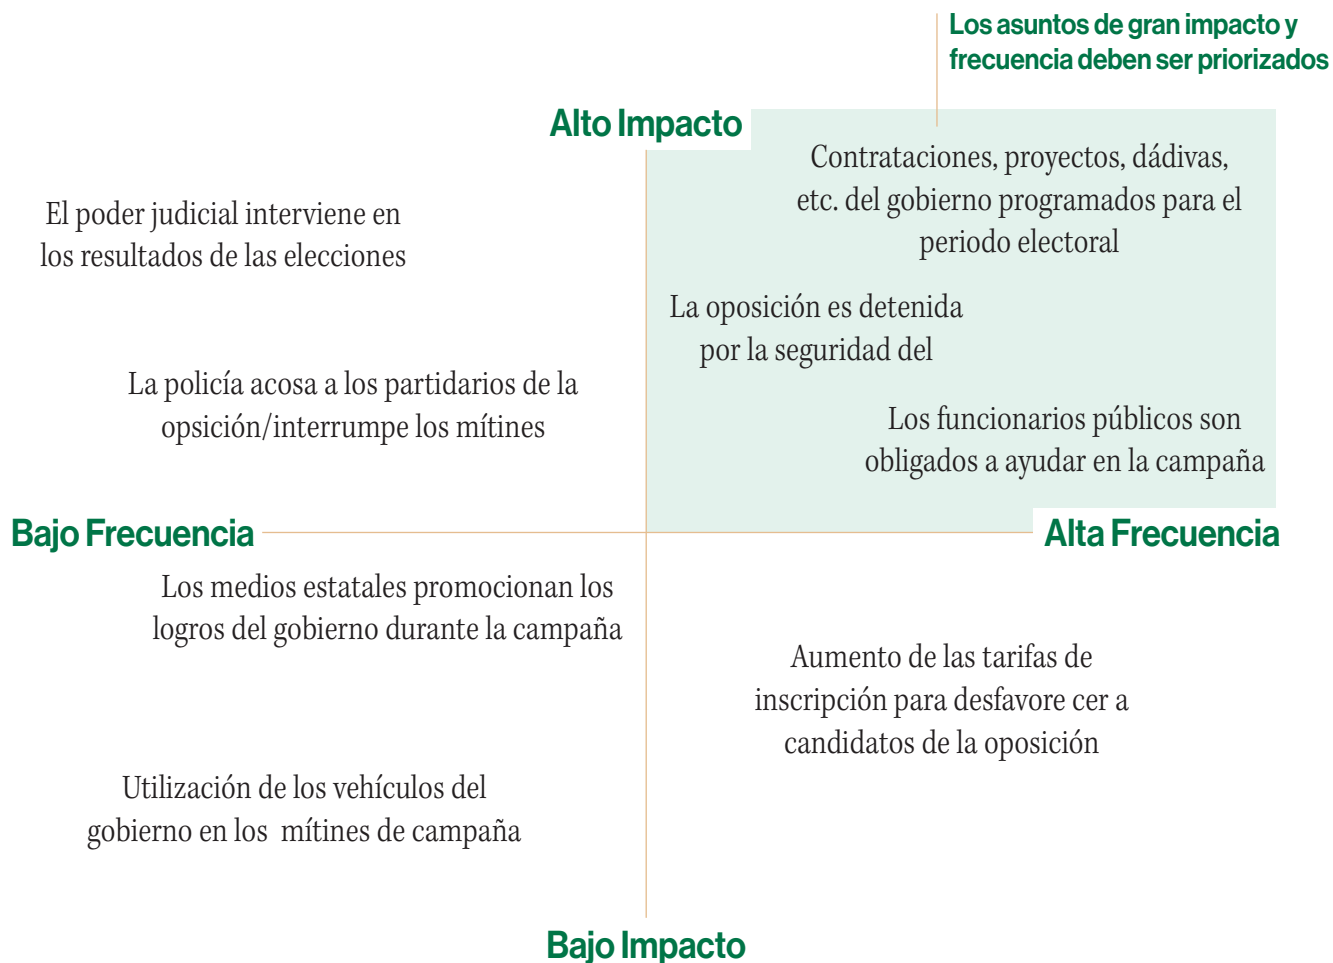 Los asuntos de gran impacto y
frecuencia deben ser priorizados
Alto Impacto
Contrataciones, proyectos, dádivas,
etc. del gobierno programados para el
periodo electoral
El poder judicial interviene en
los resultados de las elecciones
La oposición es detenida
por la seguridad del
La policía acosa a los partidarios de la
opsición/interrumpe los mítines
Los funcionarios públicos son
obligados a ayudar en la campaña
Bajo Frecuencia
Alta Frecuencia
Los medios estatales promocionan los
logros del gobierno durante la campaña
Aumento de las tarifas de
inscripción para desfavore cer a
candidatos de la oposición
Utilización de los vehículos del
gobierno en los mítines de campaña
Bajo Impacto